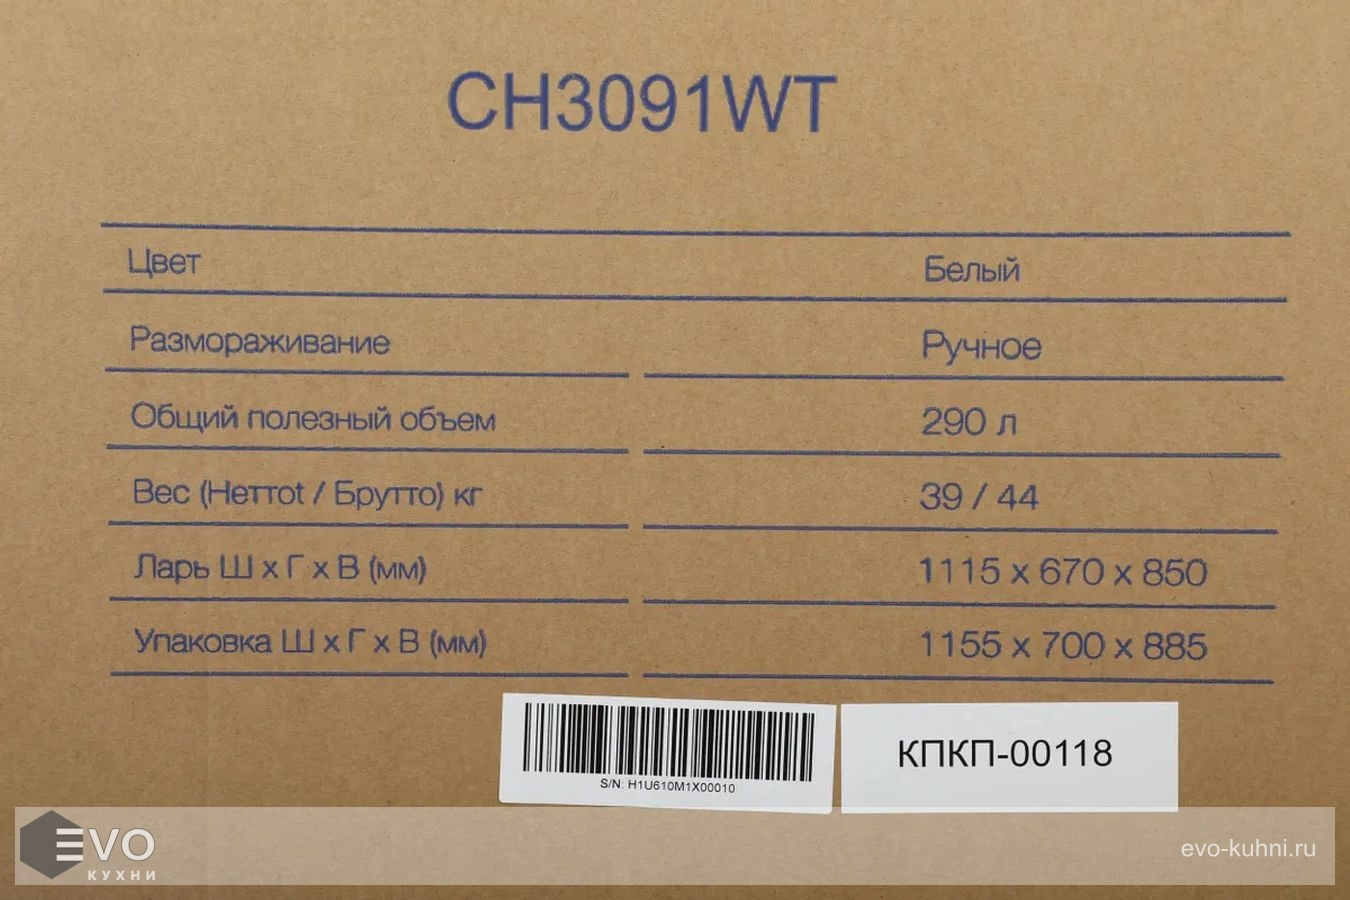 CH3091WT
Цвет Белый
Размораживание Ручное
Общий полезный объем 290 л
Вес (Неттоt / Брутто) кг 39 / 44
Ларь Ш х Г х В (мм) 1115 x 670 x 850
Упаковка Ш х Г х В (мм) 1155 x 700 x 885
S/N: H1U610M1X00010
КПКП-00118
EVO
КУХНИ
evo-kuhni.ru